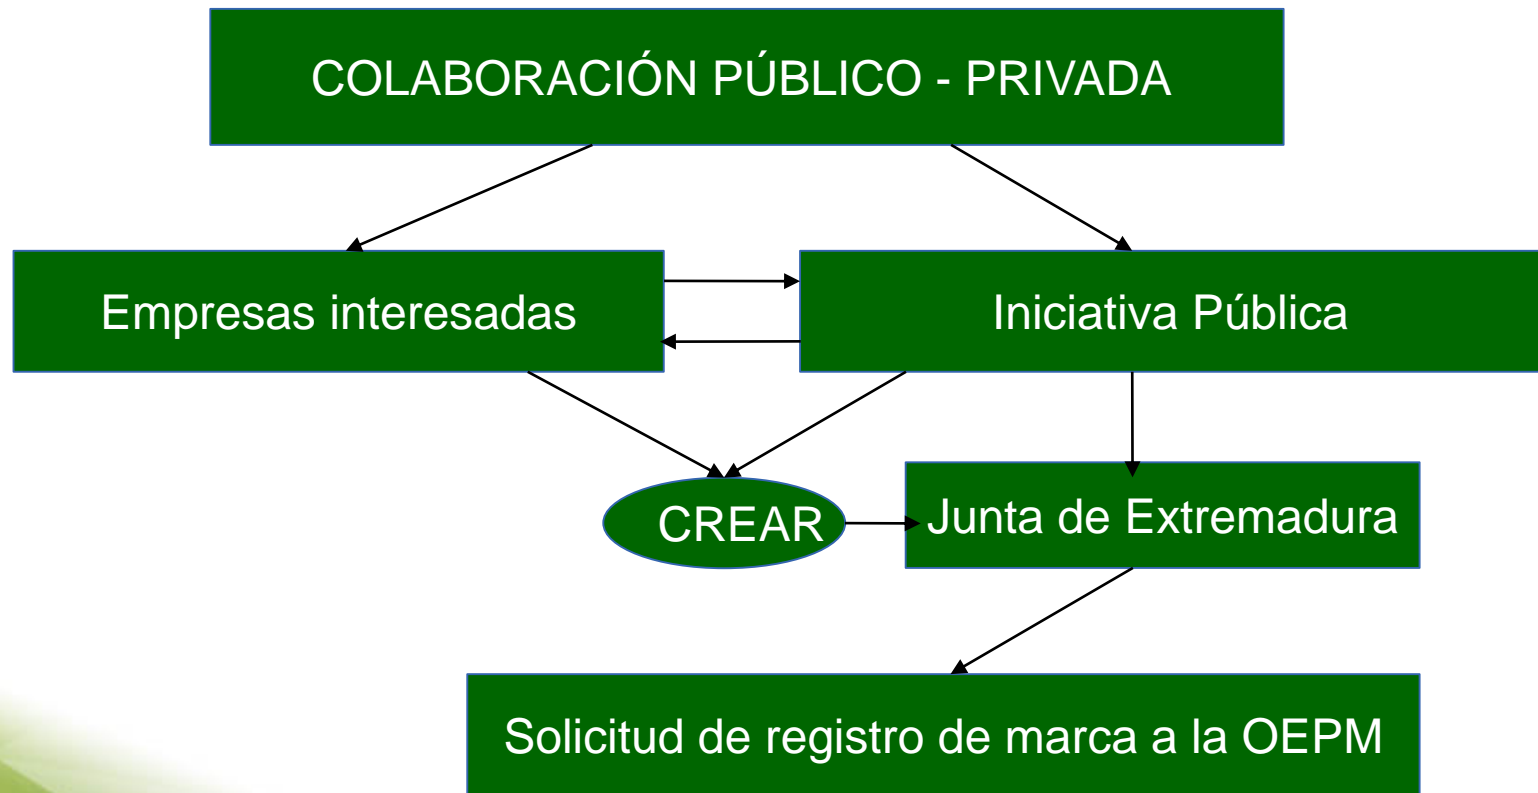 COLABORACIÓN PÚBLICO - PRIVADA
Empresas interesadas
Iniciativa Pública
CREAR
Junta de Extremadura
Solicitud de registro de marca a la OEPM